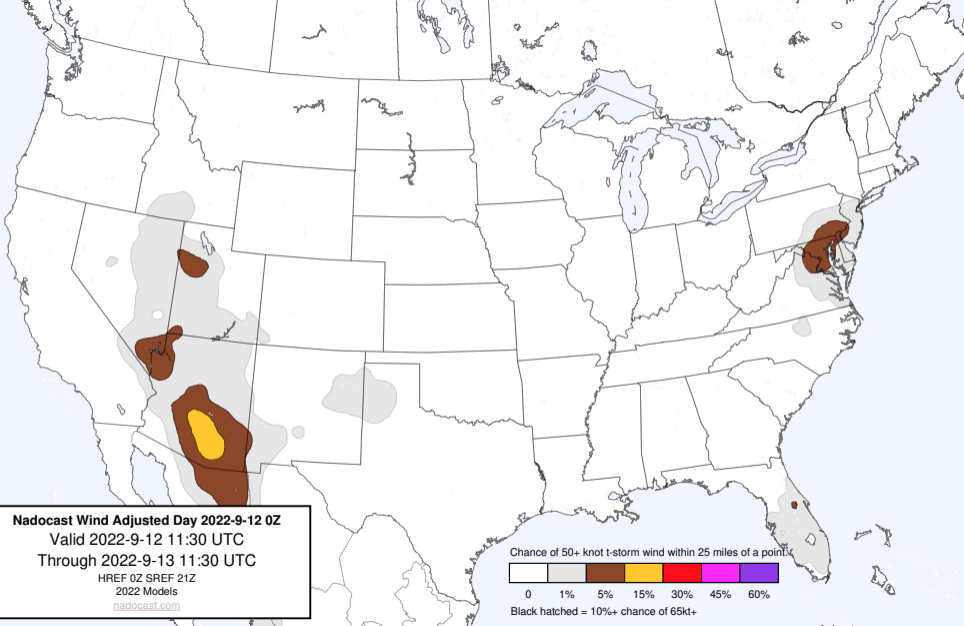 Nadocast Wind Adjusted Day 2022-9-12 0Z
Valid 2022-9-12 11:30 UTC
Through 2022-9-13 11:30 UTC
HREF 0Z SREF 21Z
2022 Models
nadocast.com
Chance of 50+ knot t-storm wind within 25 miles of a point.
0 1% 5% 15% 30% 45% 60%
Black hatched = 10%+ chance of 65kt+